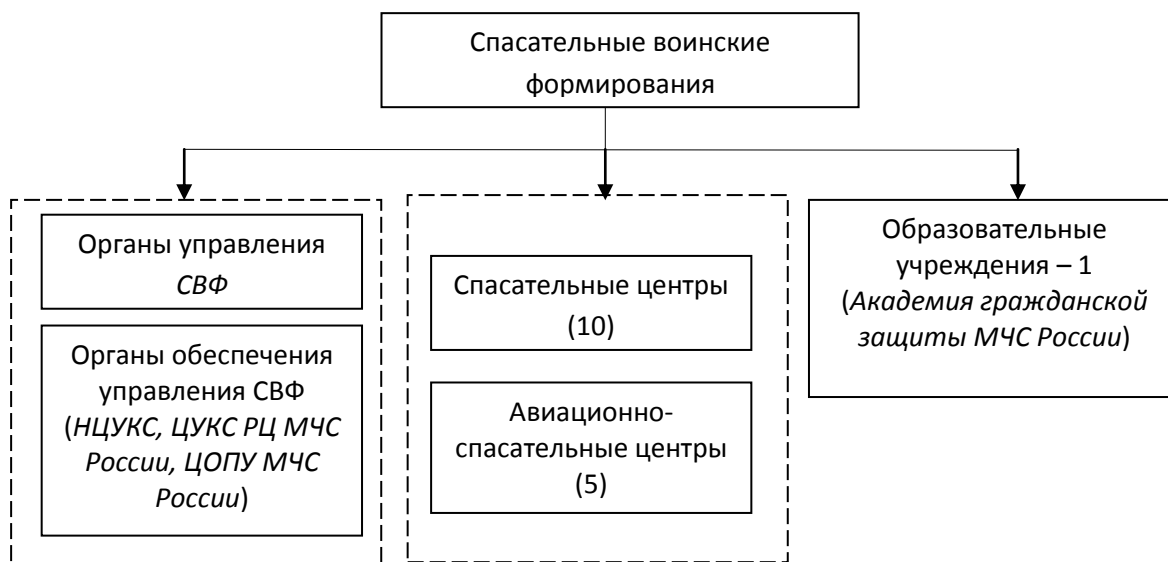 Спасательные воинские
формирования
Органы управления
СВФ
Органы обеспечения
управления СВФ
(НЦУКС, ЦУКС РЦ МЧС
России, ЦОПУ МЧС
России)
Спасательные центры
(10)
Авиационно-
спасательные центры
(5)
Образовательные
учреждения – 1
(Академия гражданской
защиты МЧС России)